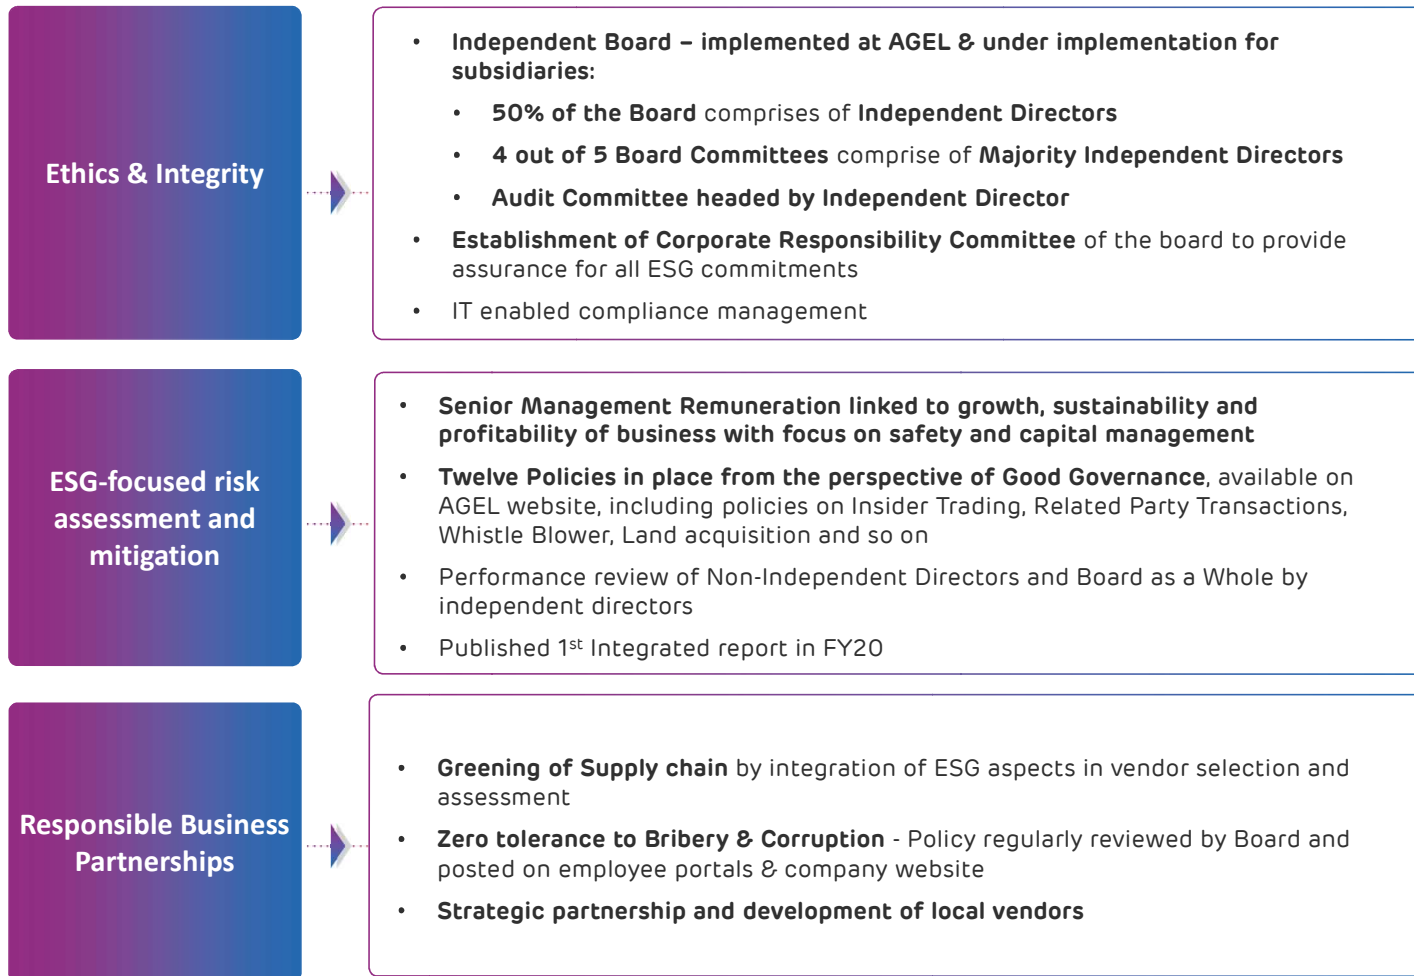 Ethics & Integrity
• Independent Board – implemented at AGEL & under implementation for
subsidiaries:
• 50% of the Board comprises of Independent Directors
• 4 out of 5 Board Committees comprise of Majority Independent Directors
• Audit Committee headed by Independent Director
• Establishment of Corporate Responsibility Committee of the board to provide
assurance for all ESG commitments
• IT enabled compliance management
ESG-focused risk
assessment and
mitigation
• Senior Management Remuneration linked to growth, sustainability and
profitability of business with focus on safety and capital management
• Twelve Policies in place from the perspective of Good Governance, available on
AGEL website, including policies on Insider Trading, Related Party Transactions,
Whistle Blower, Land acquisition and so on
• Performance review of Non-Independent Directors and Board as a Whole by
independent directors
• Published 1st Integrated report in FY20
Responsible Business
Partnerships
• Greening of Supply chain by integration of ESG aspects in vendor selection and
assessment
• Zero tolerance to Bribery & Corruption - Policy regularly reviewed by Board and
posted on employee portals & company website
• Strategic partnership and development of local vendors